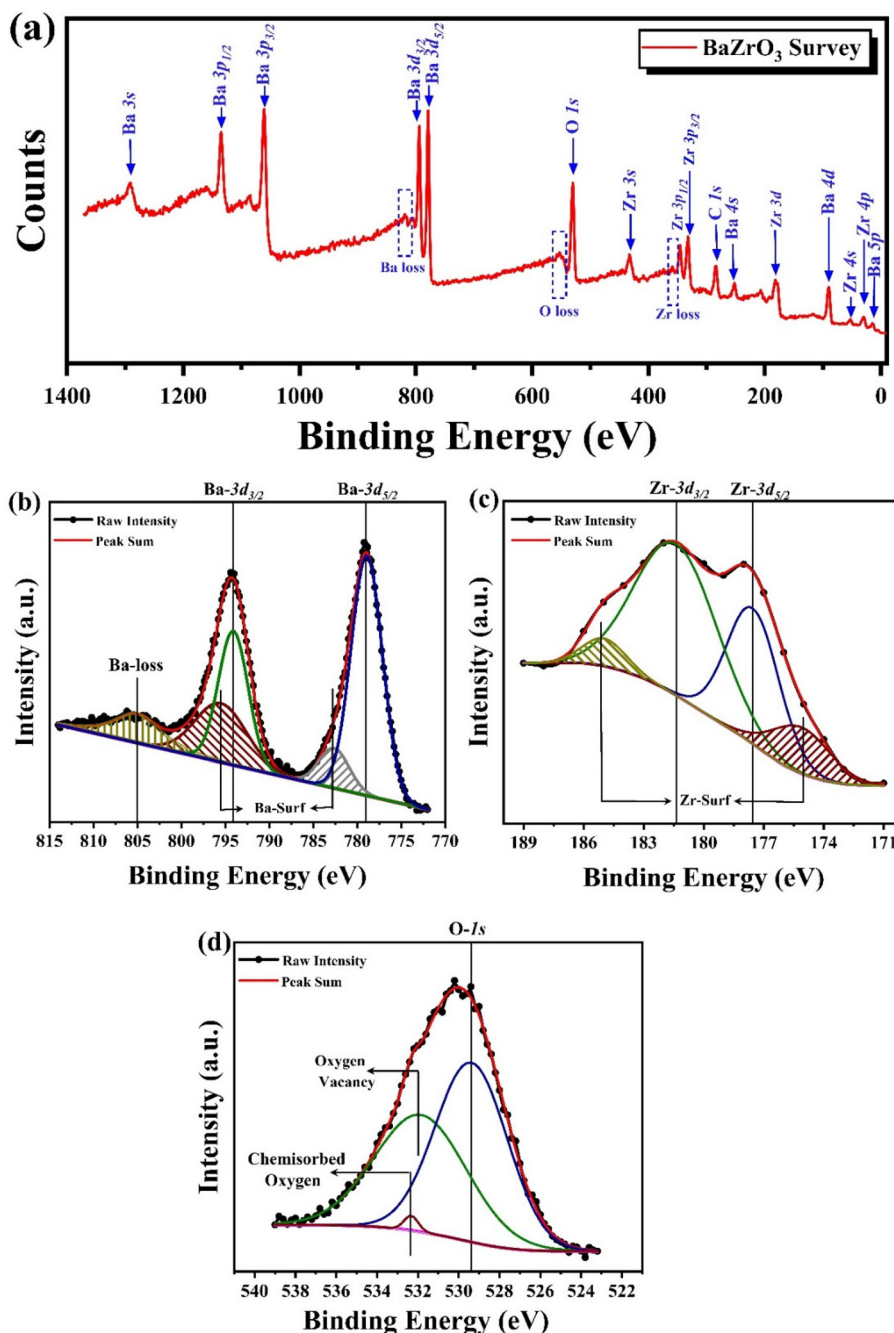 (a)
BaZrO3 Survey
Ba 3s
Ba 3p1/2
Ba 3p3/2
Ba 3d3/2
Ba 3d5/2
O 1s
Zr 3s
Zr 3p1/2
Zr 3p3/2
C 1s
Ba 4s
Zr 3d
Ba 4d
Zr 4s
Zr 4p
Ba 5p
Ba loss
O loss
Zr loss
Counts
1400 1200 1000 800 600 400 200 0
Binding Energy (eV)
(b)
Ba-3d3/2
Ba-3d5/2
Raw Intensity
Peak Sum
Ba-loss
Ba-Surf
Intensity (a.u.)
815 810 805 800 795 790 785 780 775 770
Binding Energy (eV)
(c)
Zr-3d3/2
Zr-3d5/2
Raw Intensity
Peak Sum
Zr-Surf
Intensity (a.u.)
189 186 183 180 177 174 171
Binding Energy (eV)
(d)
O-1s
Raw Intensity
Peak Sum
Oxygen
Vacancy
Chemisorbed
Oxygen
Intensity (a.u.)
540 538 536 534 532 530 528 526 524 522
Binding Energy (eV)